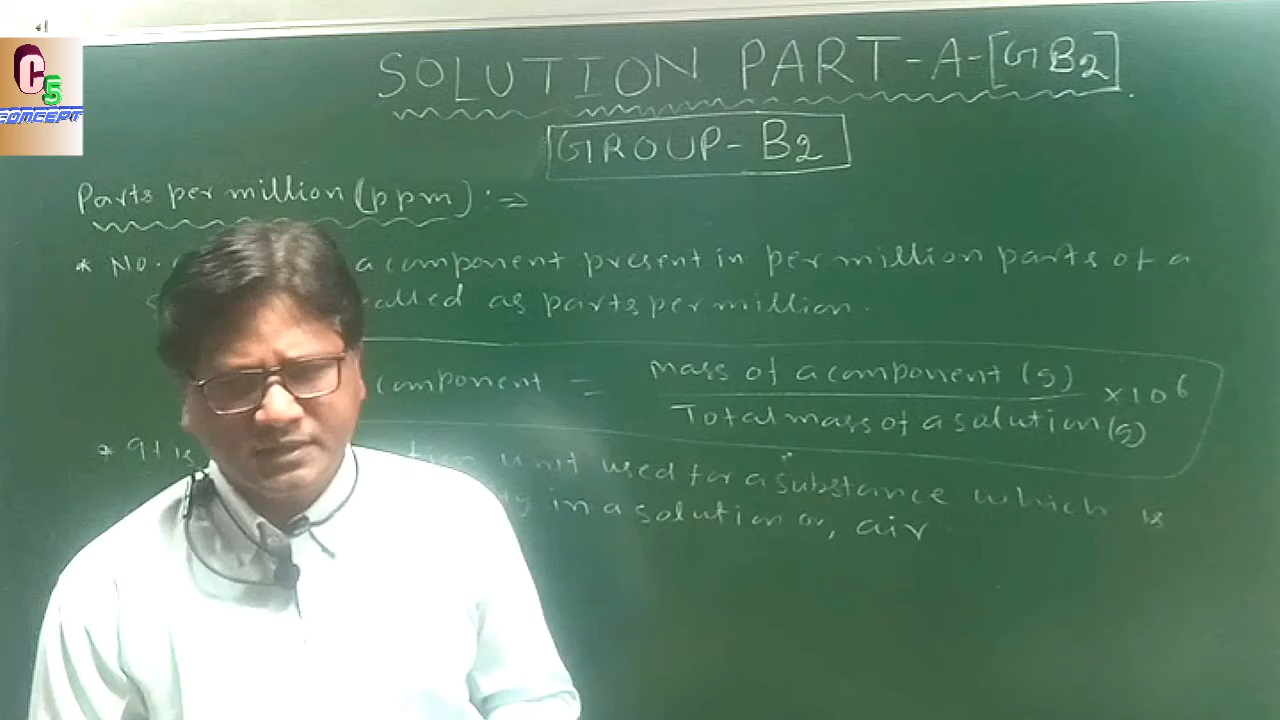 C5
CONCEPT
SOLUTION PART-A-[GB2]
GROUP-B2
Parts per million (ppm) :→
* No. a component present in per million parts of a
called as parts per million.
component = mass of a component (g) ×10⁶
Total mass of a solution (g)
* It is unit used for a substance which is
in a solution or, air